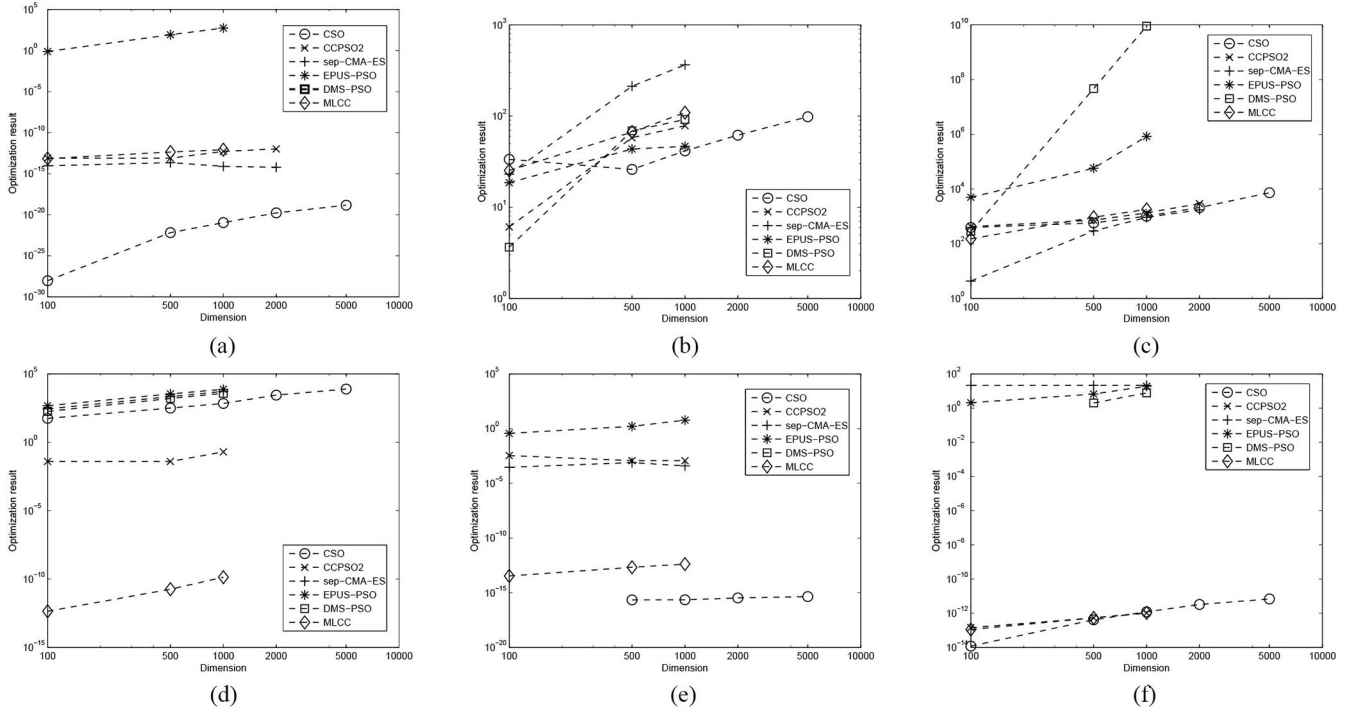 10^5
10^0
10^-5
10^-10
10^-15
10^-20
10^-25
10^-30
Optimization result
100
500
1000
2000
5000
10000
Dimension
CSO
CCPSO2
sep-CMA-ES
EPUS-PSO
DMS-PSO
MLCC
(a)
10^3
10^2
10^1
10^0
Optimization result
100
500
1000
2000
5000
10000
Dimension
CSO
CCPSO2
sep-CMA-ES
EPUS-PSO
DMS-PSO
MLCC
(b)
10^10
10^8
10^6
10^4
10^2
10^0
Optimization result
100
500
1000
2000
5000
10000
Dimension
CSO
CCPSO2
sep-CMA-ES
EPUS-PSO
DMS-PSO
MLCC
(c)
10^5
10^0
10^-5
10^-10
10^-15
Optimization result
100
500
1000
2000
5000
10000
Dimension
CSO
CCPSO2
sep-CMA-ES
EPUS-PSO
DMS-PSO
MLCC
(d)
10^5
10^0
10^-5
10^-10
10^-15
10^-20
Optimization result
100
500
1000
2000
5000
10000
Dimension
CSO
CCPSO2
sep-CMA-ES
EPUS-PSO
DMS-PSO
MLCC
(e)
10^2
10^0
10^-2
10^-4
10^-6
10^-8
10^-10
10^-12
10^-14
Optimization result
100
500
1000
2000
5000
10000
Dimension
CSO
CCPSO2
sep-CMA-ES
EPUS-PSO
DMS-PSO
MLCC
(f)